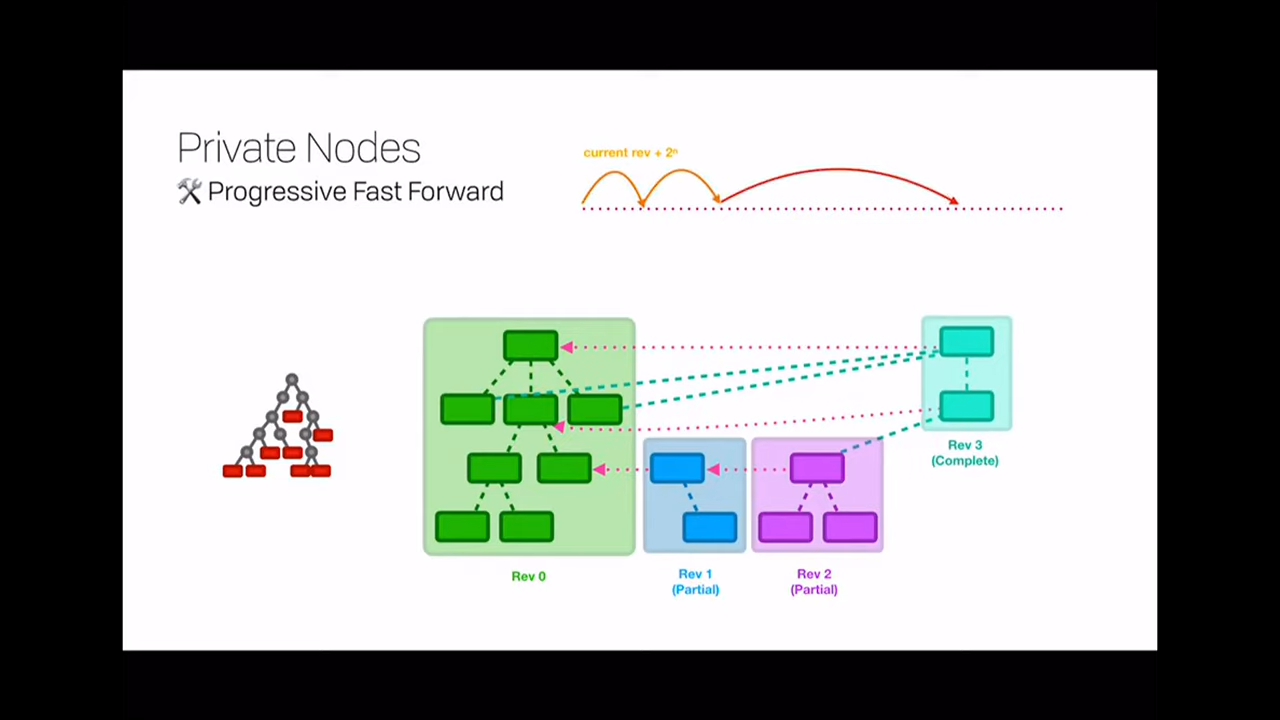 Private Nodes
🛠 Progressive Fast Forward
current rev + 2ⁿ
Rev 3
(Complete)
Rev 0
Rev 1
(Partial)
Rev 2
(Partial)